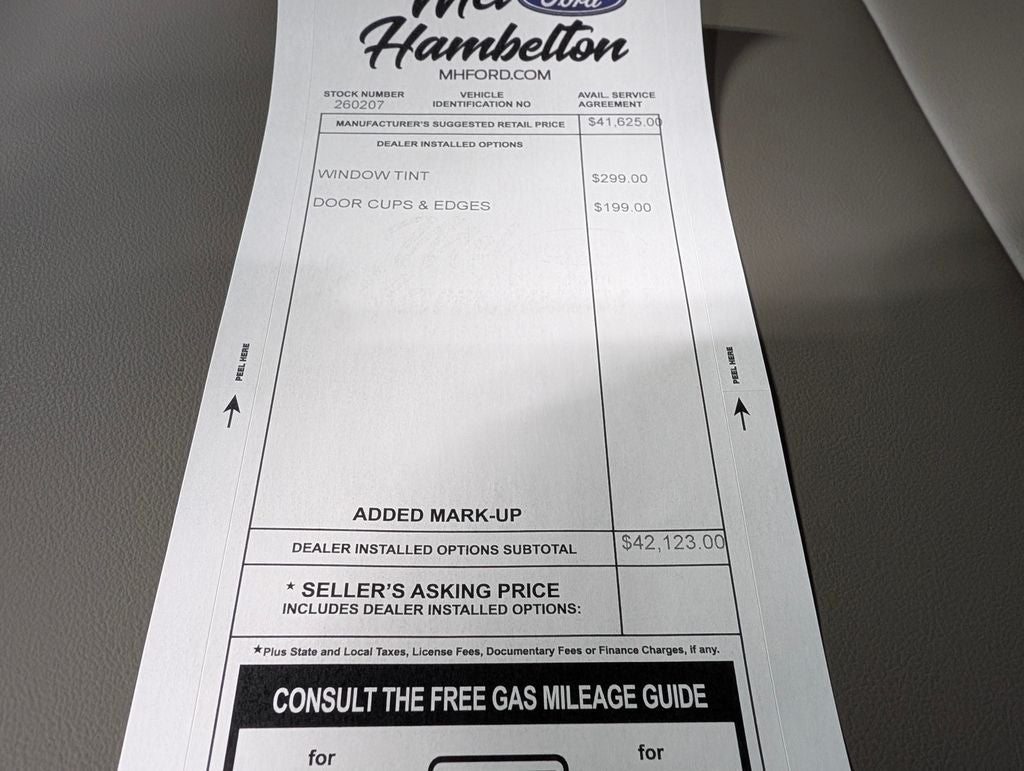 Mel Ford
Hambelton
MHFORD.COM
STOCK NUMBER VEHICLE IDENTIFICATION NO AVAIL. SERVICE AGREEMENT
260207
MANUFACTURER'S SUGGESTED RETAIL PRICE $41,625.00
DEALER INSTALLED OPTIONS
WINDOW TINT $299.00
DOOR CUPS & EDGES $199.00
PEEL HERE
PEEL HERE
ADDED MARK-UP
DEALER INSTALLED OPTIONS SUBTOTAL $42,123.00
* SELLER'S ASKING PRICE
INCLUDES DEALER INSTALLED OPTIONS:
*Plus State and Local Taxes, License Fees, Documentary Fees or Finance Charges, if any.
CONSULT THE FREE GAS MILEAGE GUIDE
for for